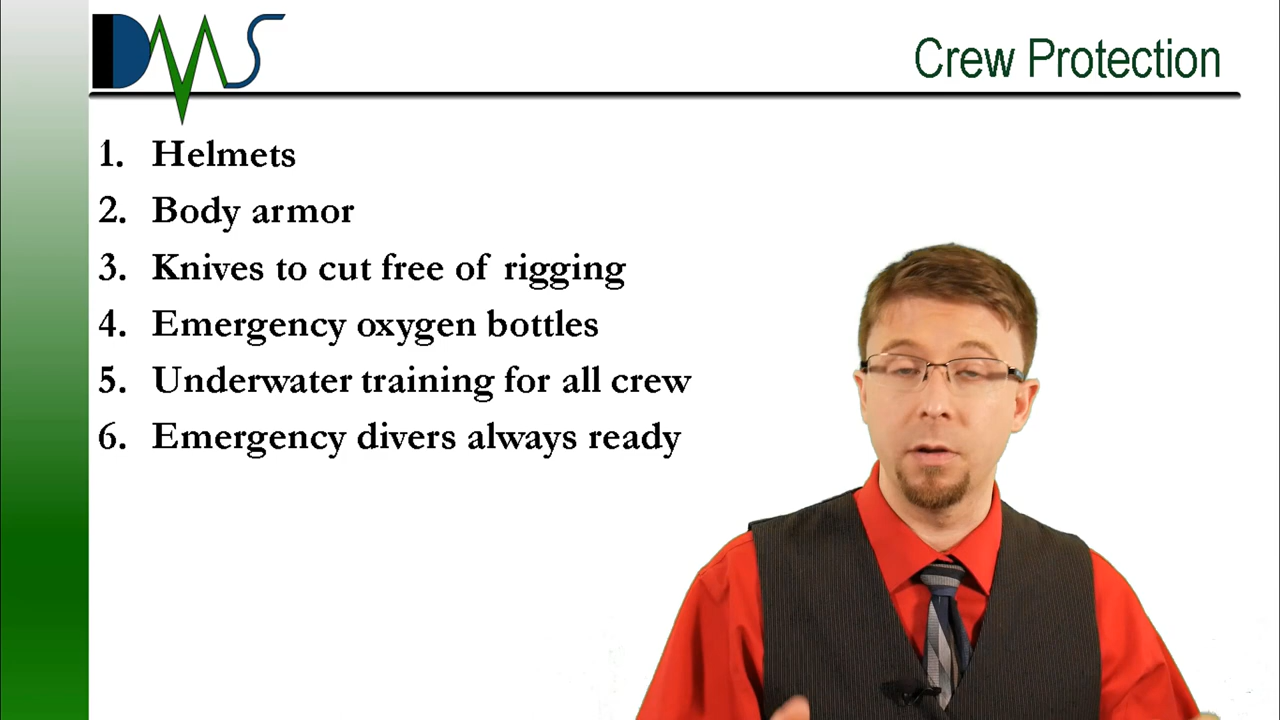 DMS
Crew Protection
1. Helmets
2. Body armor
3. Knives to cut free of rigging
4. Emergency oxygen bottles
5. Underwater training for all crew
6. Emergency divers always ready